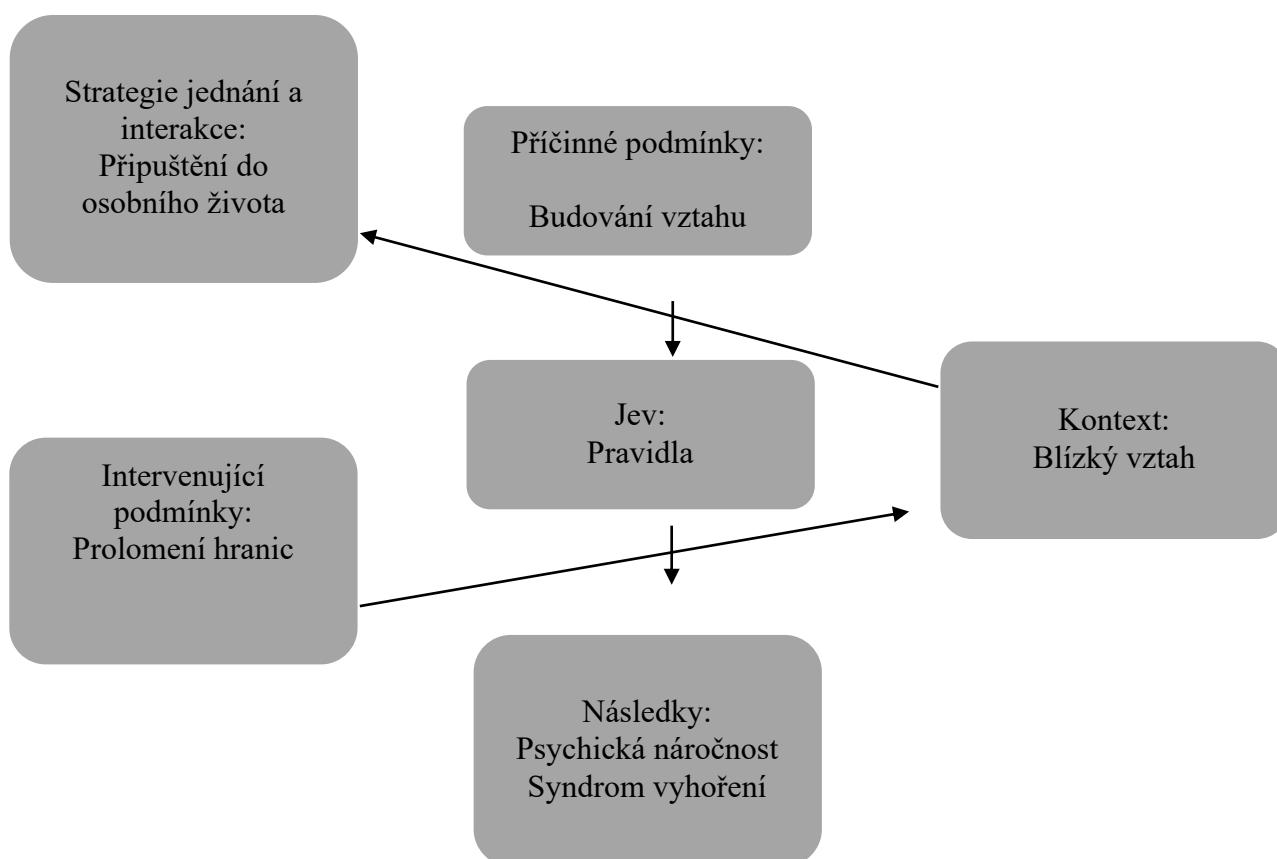 Strategie jednání a
interakce:
Připuštění do
osobního života
Příčinné podmínky:
Budování vztahu
Jev:
Pravidla
Kontext:
Blízký vztah
Intervenující
podmínky:
Prolomení hranic
Následky:
Psychická náročnost
Syndrom vyhoření